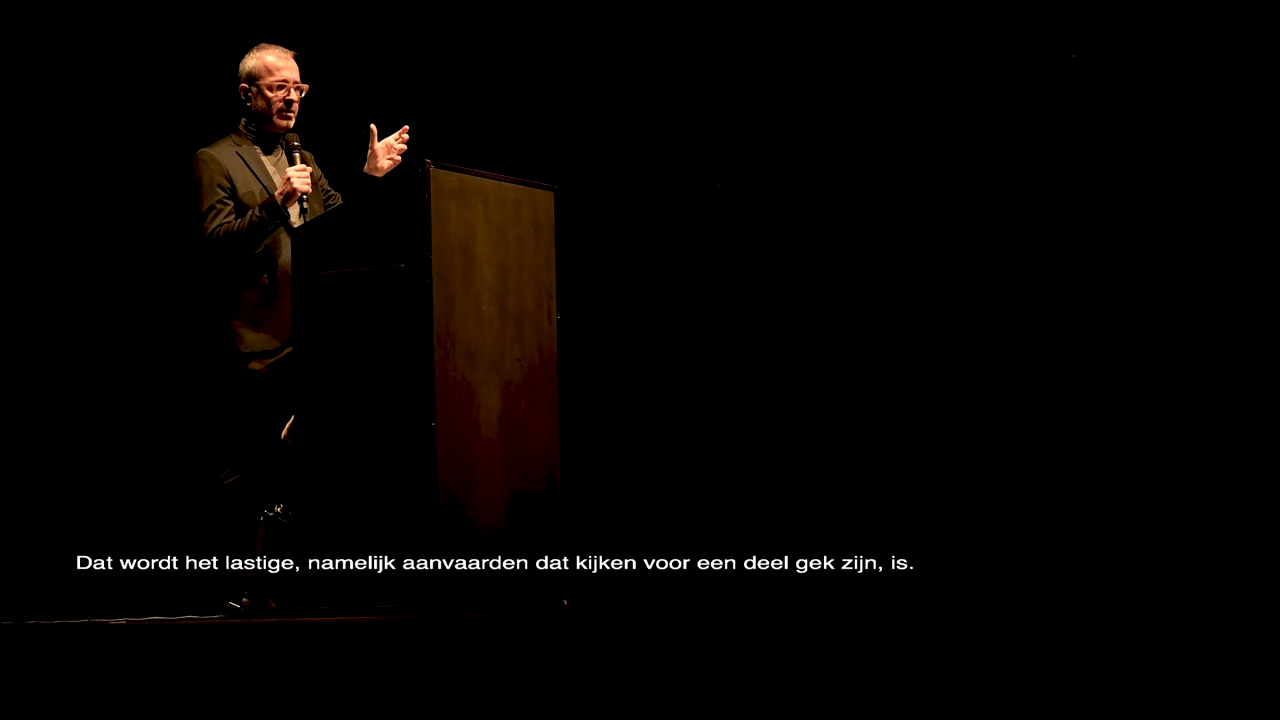 Dat wordt het lastige, namelijk aanvaarden dat kijken voor een deel gek zijn, is.